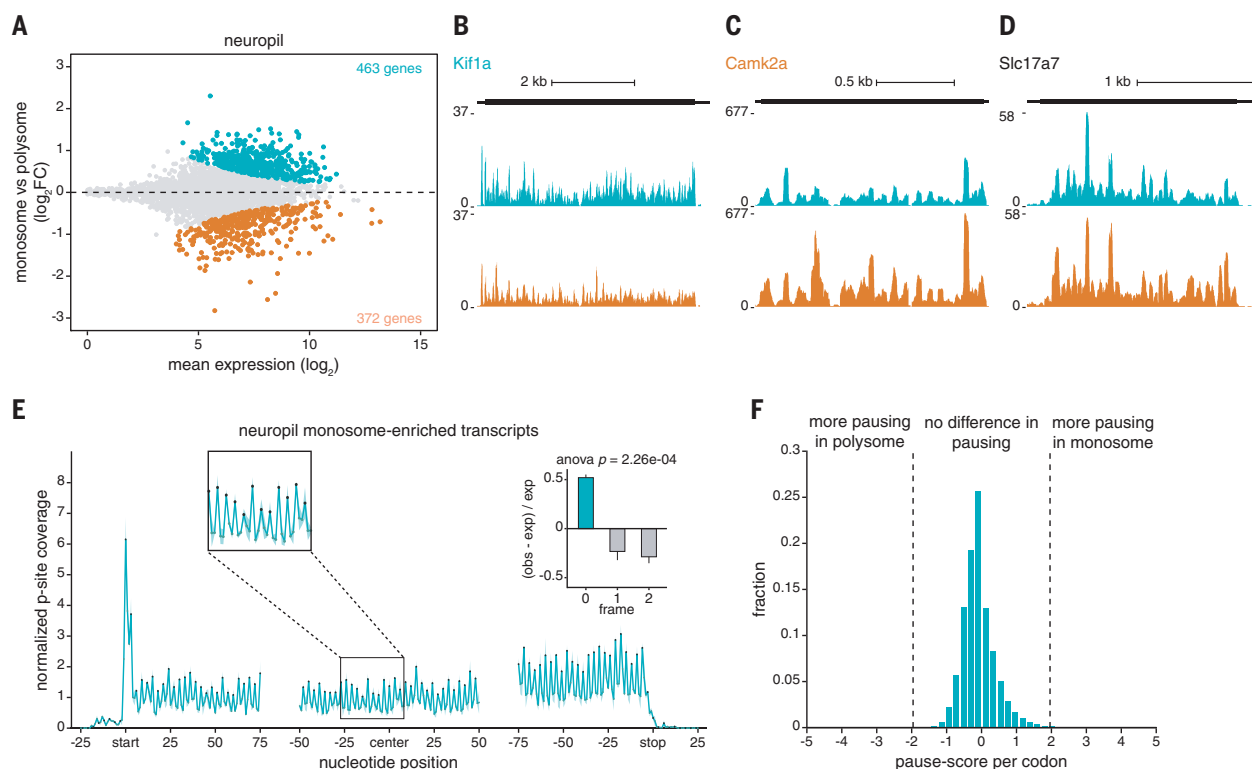 A
neuropil
463 genes
372 genes
3
2
1
0
-1
-2
-3
monosome vs polysome
(log2FC)
0 5 10 15
mean expression (log2)
B
Kif1a
2 kb
37
0
37
0
C
Camk2a
0.5 kb
677
0
677
0
D
Slc17a7
1 kb
58
0
58
0
E
neuropil monosome-enriched transcripts
normalized p-site coverage
8
7
6
5
4
3
2
1
0
-25 start 25 50 75 -50 -25 center 25 50 -75 -50 -25 stop 25
nucleotide position
anova p = 2.26e-04
(obs - exp) / exp
0.5
0
-0.5
0 1 2
frame
F
more pausing in polysome
no difference in pausing
more pausing in monosome
fraction
0.3
0.25
0.2
0.15
0.1
0.05
0
-5 -4 -3 -2 -1 0 1 2 3 4 5
pause-score per codon